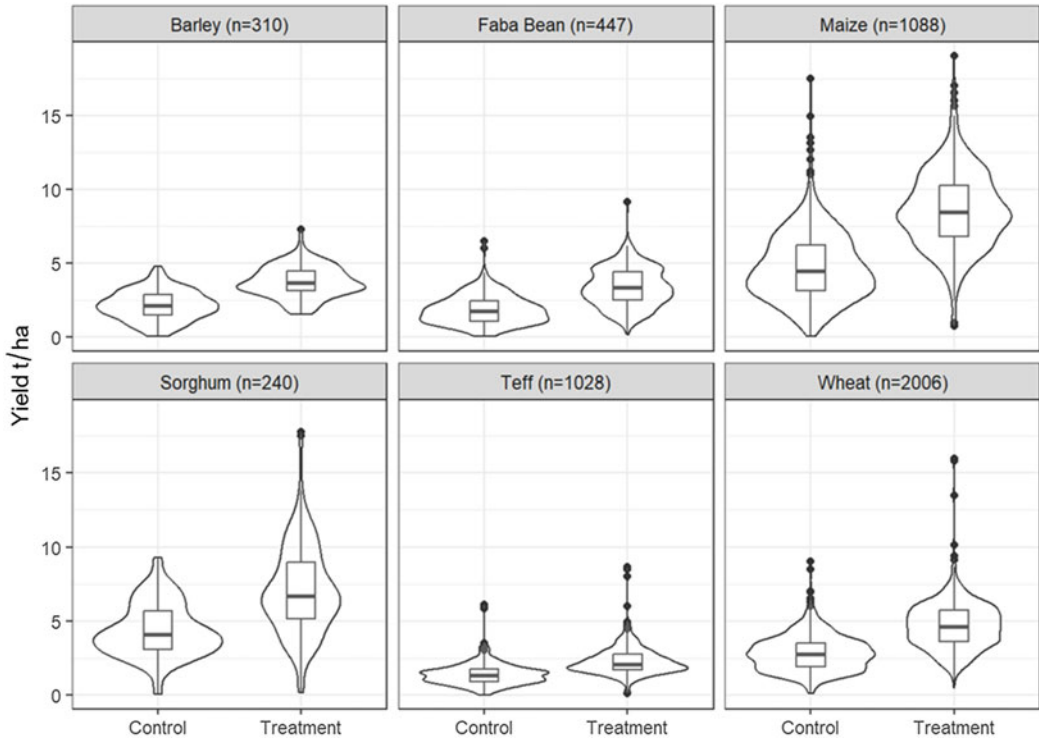 Barley (n=310)
Faba Bean (n=447)
Maize (n=1088)
15
10
5
0
Sorghum (n=240)
Teff (n=1028)
Wheat (n=2006)
15
10
5
0
Yield t/ha
Control
Treatment
Control
Treatment
Control
Treatment